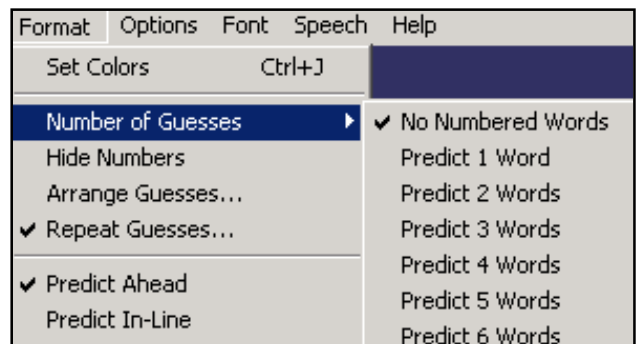 Format Options Font Speech Help
Set Colors Ctrl+J
Number of Guesses
Hide Numbers
Arrange Guesses...
Repeat Guesses...
Predict Ahead
Predict In-Line
No Numbered Words
Predict 1 Word
Predict 2 Words
Predict 3 Words
Predict 4 Words
Predict 5 Words
Predict 6 Words